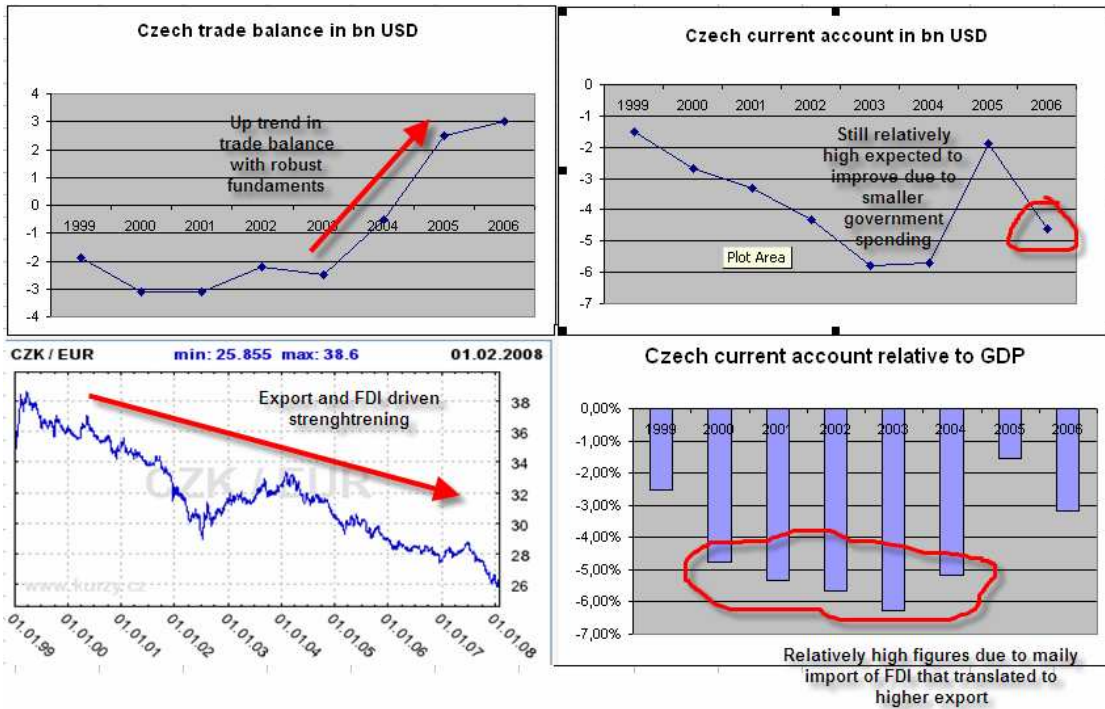 Czech trade balance in bn USD
4
3
2
1
0
-1
-2
-3
-4
1999 2000 2001 2002 2003 2004 2005 2006
Up trend in
trade balance
with robust
fundaments
Czech current account in bn USD
0
-1
-2
-3
-4
-5
-6
-7
1999 2000 2001 2002 2003 2004 2005 2006
Still relatively
high expected to
improve due to
smaller
government
spending
Plot Area
CZK / EUR min: 25.855 max: 38.6 01.02.2008
Export and FDI driven
strenghtrening
CZK / EUR
38
36
34
32
30
28
26
www.kurzy.cz
01.01.99 01.01.00 01.01.01 01.01.02 01.01.03 01.01.04 01.01.05 01.01.06 01.01.07 01.01.08
Czech current account relative to GDP
0,00%
-1,00%
-2,00%
-3,00%
-4,00%
-5,00%
-6,00%
-7,00%
1999 2000 2001 2002 2003 2004 2005 2006
Relatively high figures due to maily
import of FDI that translated to
higher export